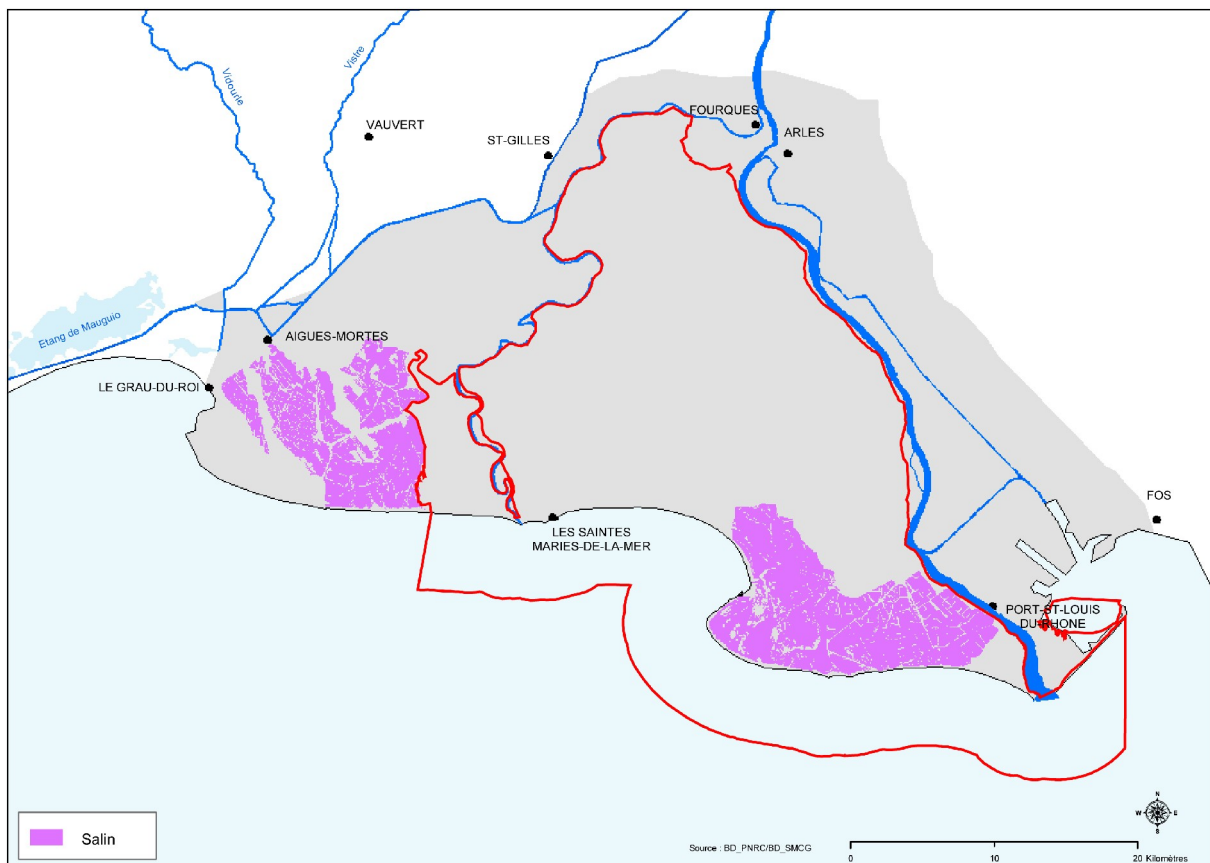 Vidourle
Vistre
VAUVERT
ST-GILLES
FOURQUES
ARLES
Etang de Mauguio
AIGUES-MORTES
LE GRAU-DU-ROI
LES SAINTES
MARIES-DE-LA-MER
FOS
PORT-ST-LOUIS
DU-RHONE
N
W E
S
Salin
Source : BD_PNRC/BD_SMCG
0 10 20 Kilomètres